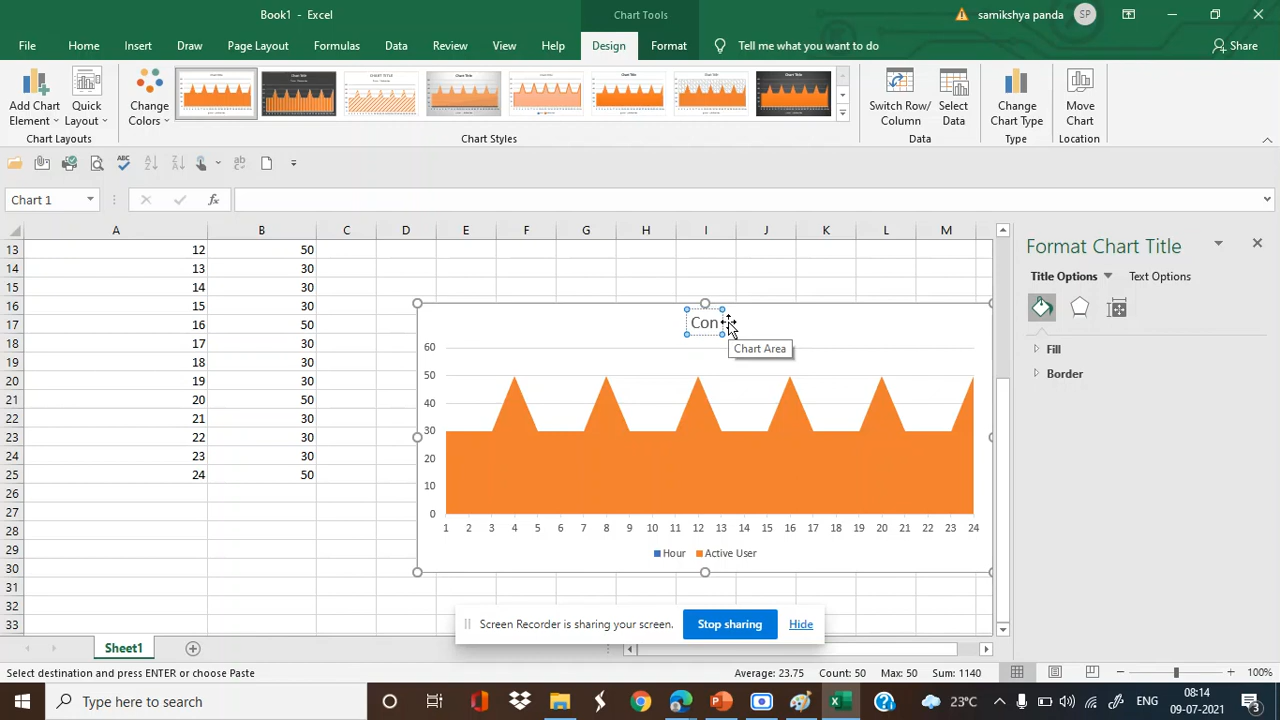 Book1 - Excel
Chart Tools
samikshya panda
SP
File
Home
Insert
Draw
Page Layout
Formulas
Data
Review
View
Help
Design
Format
Tell me what you want to do
Share
Add Chart
Element
Quick
Layout
Change
Colors
Switch Row/
Column
Select
Data
Change
Chart Type
Move
Chart
Chart Layouts
Chart Styles
Data
Type
Location
Chart 1
fx
A B C D E F G H I J K L M
13 12 50
14 13 30
15 14 30
16 15 30
17 16 50
18 17 30
19 18 30
20 19 30
21 20 50
22 21 30
23 22 30
24 23 30
25 24 50
26
27
28
29
30
31
32
33
Con
Chart Area
60
50
40
30
20
10
0
1 2 3 4 5 6 7 8 9 10 11 12 13 14 15 16 17 18 19 20 21 22 23 24
Hour Active User
Format Chart Title
Title Options
Text Options
Fill
Border
Screen Recorder is sharing your screen.
Stop sharing
Hide
Sheet1
Select destination and press ENTER or choose Paste
Average: 23.75 Count: 50 Max: 50 Sum: 1140
100%
Type here to search
23°C
ENG
08:14
09-07-2021
3